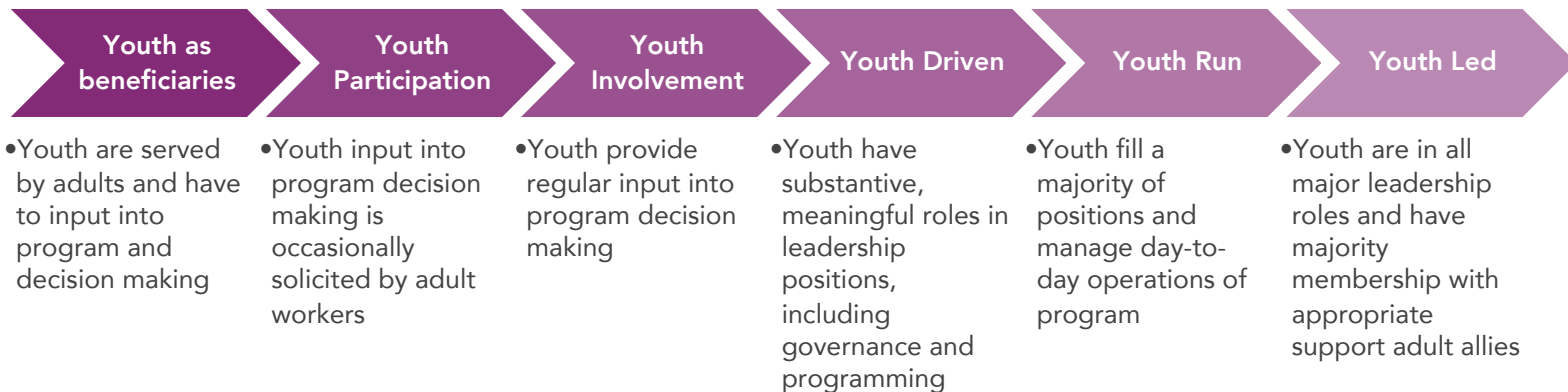 Youth as
beneficiaries
•Youth are served
by adults and have
to input into
program and
decision making
Youth
Participation
•Youth input into
program decision
making is
occasionally
solicited by adult
workers
Youth
Involvement
•Youth provide
regular input into
program decision
making
Youth Driven
•Youth have
substantive,
meaningful roles in
leadership
positions,
including
governance and
programming
Youth Run
•Youth fill a
majority of
positions and
manage day-to-
day operations of
program
Youth Led
•Youth are in all
major leadership
roles and have
majority
membership with
appropriate
support adult allies